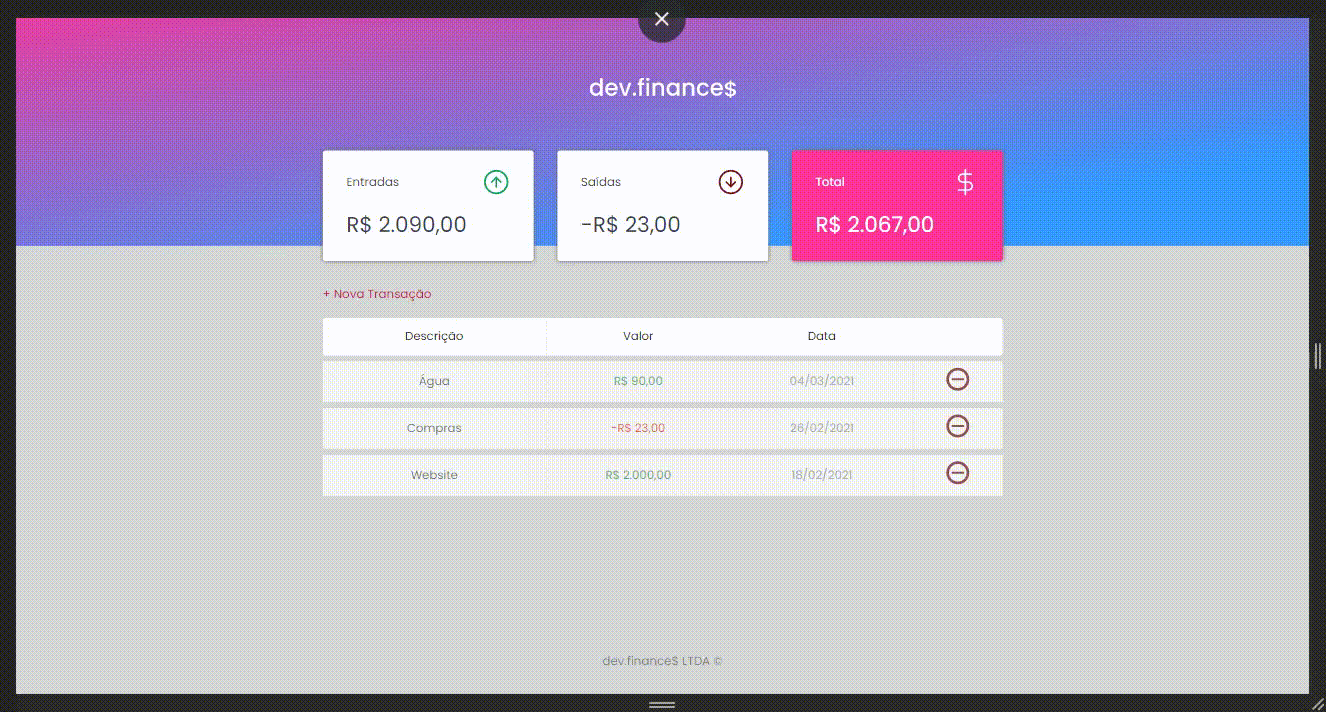 dev.finance$
Entradas
R$ 2.090,00
Saídas
-R$ 23,00
Total
$
R$ 2.067,00
+ Nova Transação
Descrição Valor Data
Água R$ 90,00 04/03/2021
Compras -R$ 23,00 26/02/2021
Website R$ 2.000,00 18/02/2021
dev.finance$ LTDA ©